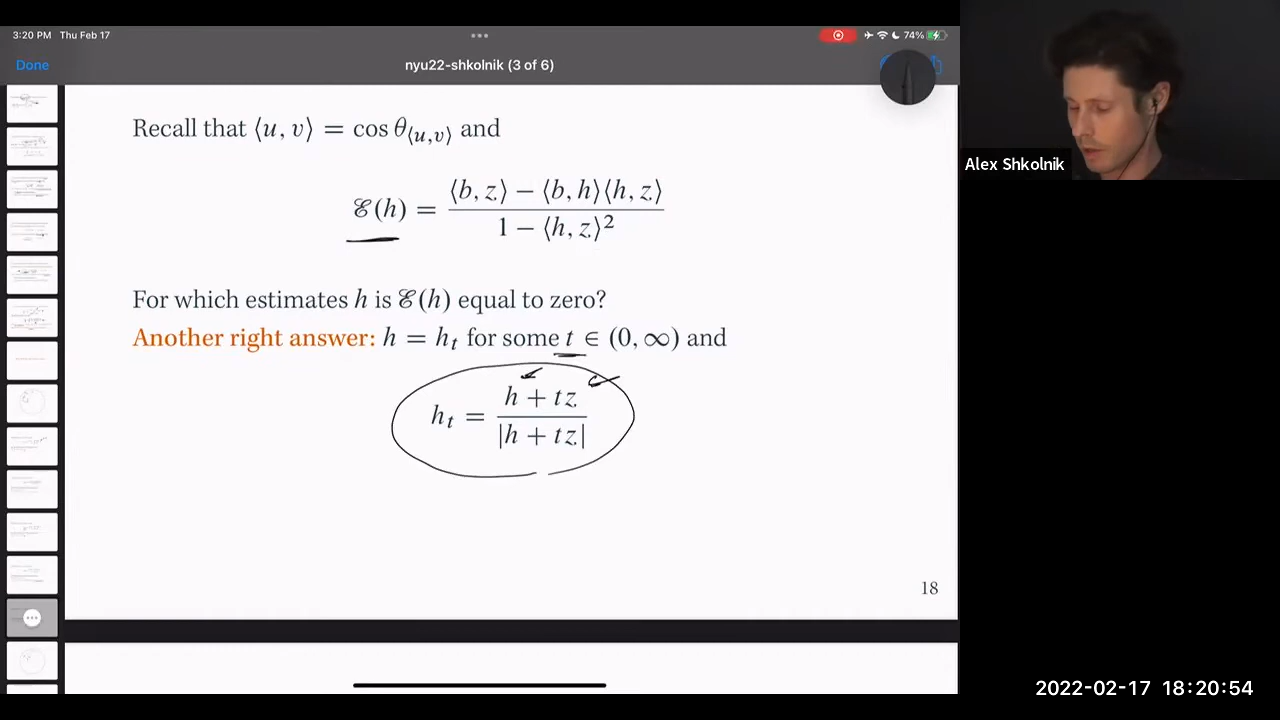 3:20 PM Thu Feb 17
74%
Done
nyu22-shkolnik (3 of 6)
Recall that ⟨u, v⟩ = cos θ⟨u,v⟩ and
ℰ(h) = (⟨b, z⟩ − ⟨b, h⟩⟨h, z⟩) / (1 − ⟨h, z⟩²)
For which estimates h is ℰ(h) equal to zero?
Another right answer: h = hₜ for some t ∈ (0, ∞) and
hₜ = (h + tz) / |h + tz|
18
Alex Shkolnik
2022-02-17 18:20:54